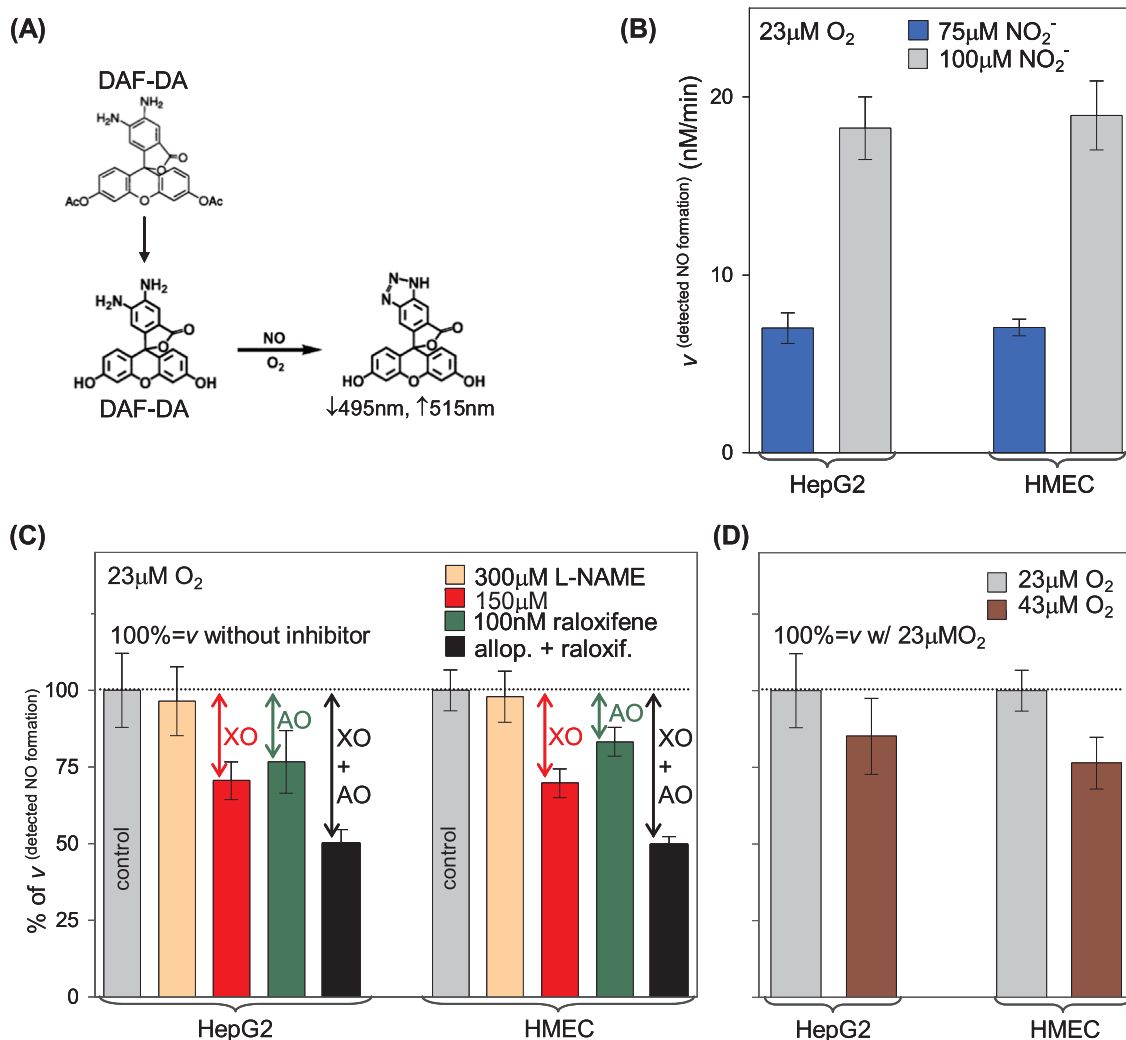 (A)
DAF-DA
NH₂
H₂N
O
O
AcO
O
OAc
NH₂
H₂N
O
O
HO
O
OH
DAF-DA
NO
O₂
N
NH
N
O
O
HO
O
OH
↓495nm, ↑515nm
(B)
23μM O₂
75μM NO₂⁻
100μM NO₂⁻
v (detected NO formation) (nM/min)
20
10
0
HepG2
HMEC
(C)
23μM O₂
300μM L-NAME
150μM
100nM raloxifene
allop. + raloxif.
100%=v without inhibitor
% of v (detected NO formation)
100
75
50
25
0
control
XO
AO
XO
+
AO
control
XO
AO
XO
+
AO
HepG2
HMEC
(D)
23μM O₂
43μM O₂
100%=v w/ 23μMO₂
HepG2
HMEC